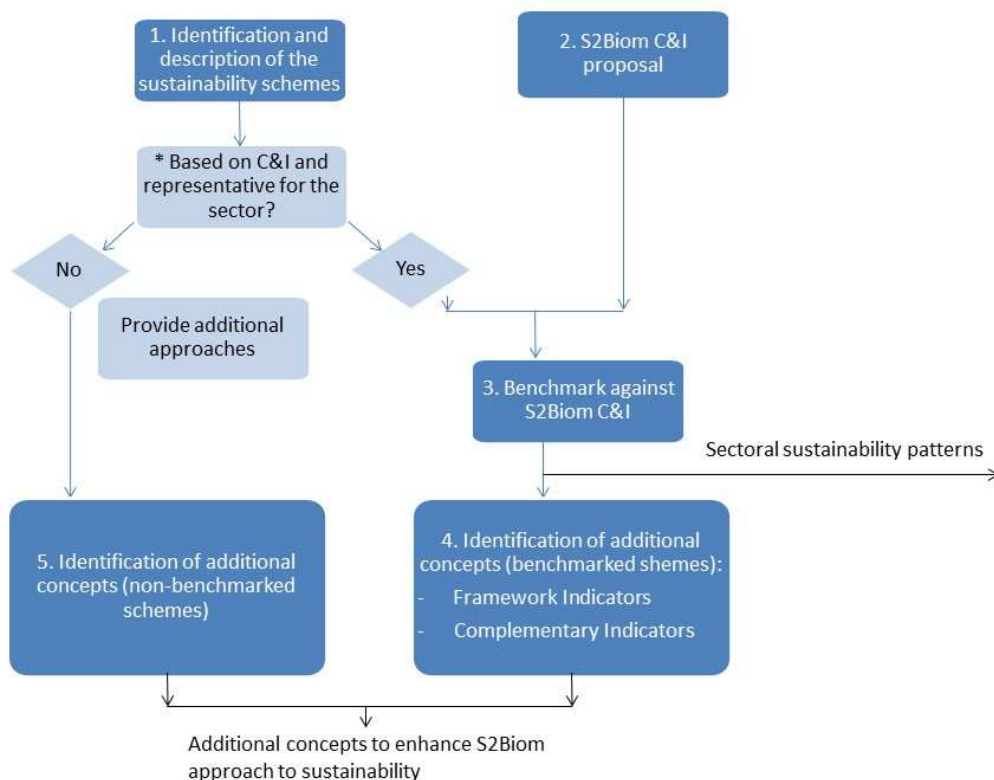 1. Identification and
description of the
sustainability schemes
2. S2Biom C&I
proposal
* Based on C&I and
representative for the
sector?
No
Yes
Provide additional
approaches
3. Benchmark against
S2Biom C&I
Sectoral sustainability patterns
5. Identification of additional
concepts (non-benchmarked
schemes)
4. Identification of additional
concepts (benchmarked shemes):
- Framework Indicators
- Complementary Indicators
Additional concepts to enhance S2Biom
approach to sustainability